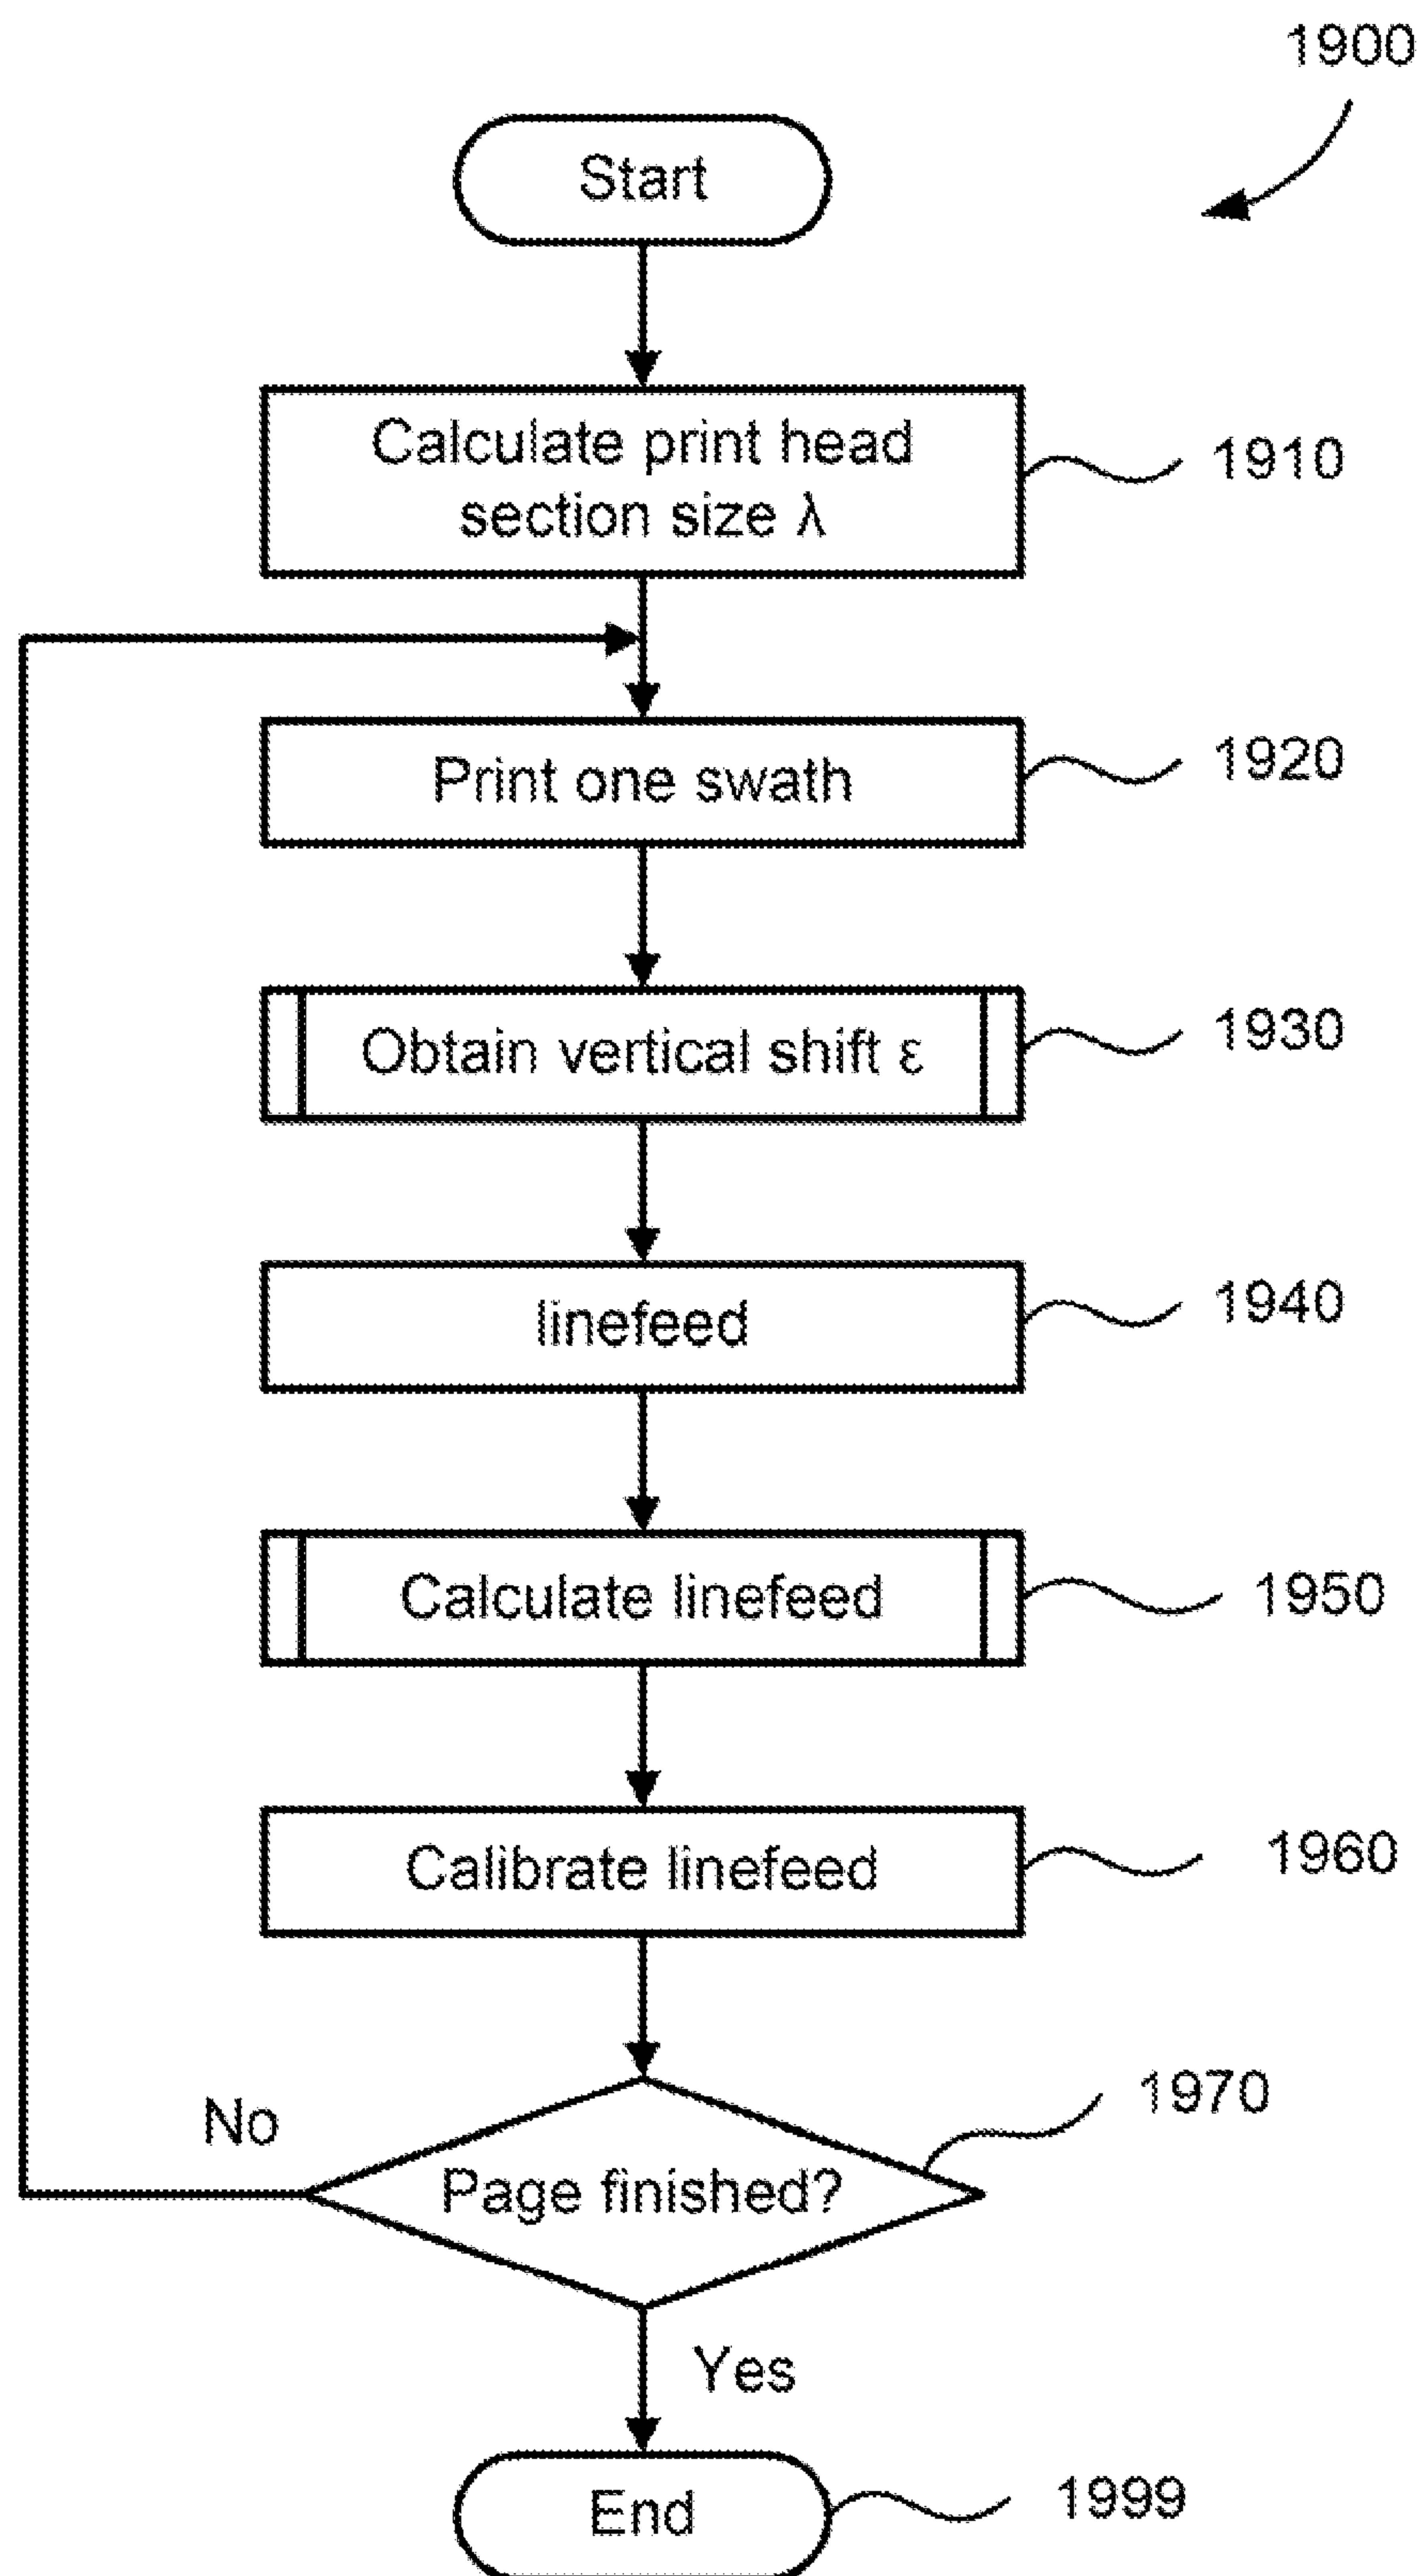 1900
Start
Calculate print head
section size λ
1910
Print one swath
1920
Obtain vertical shift ε
1930
linefeed
1940
Calculate linefeed
1950
Calibrate linefeed
1960
1970
No
Page finished?
Yes
End
1999